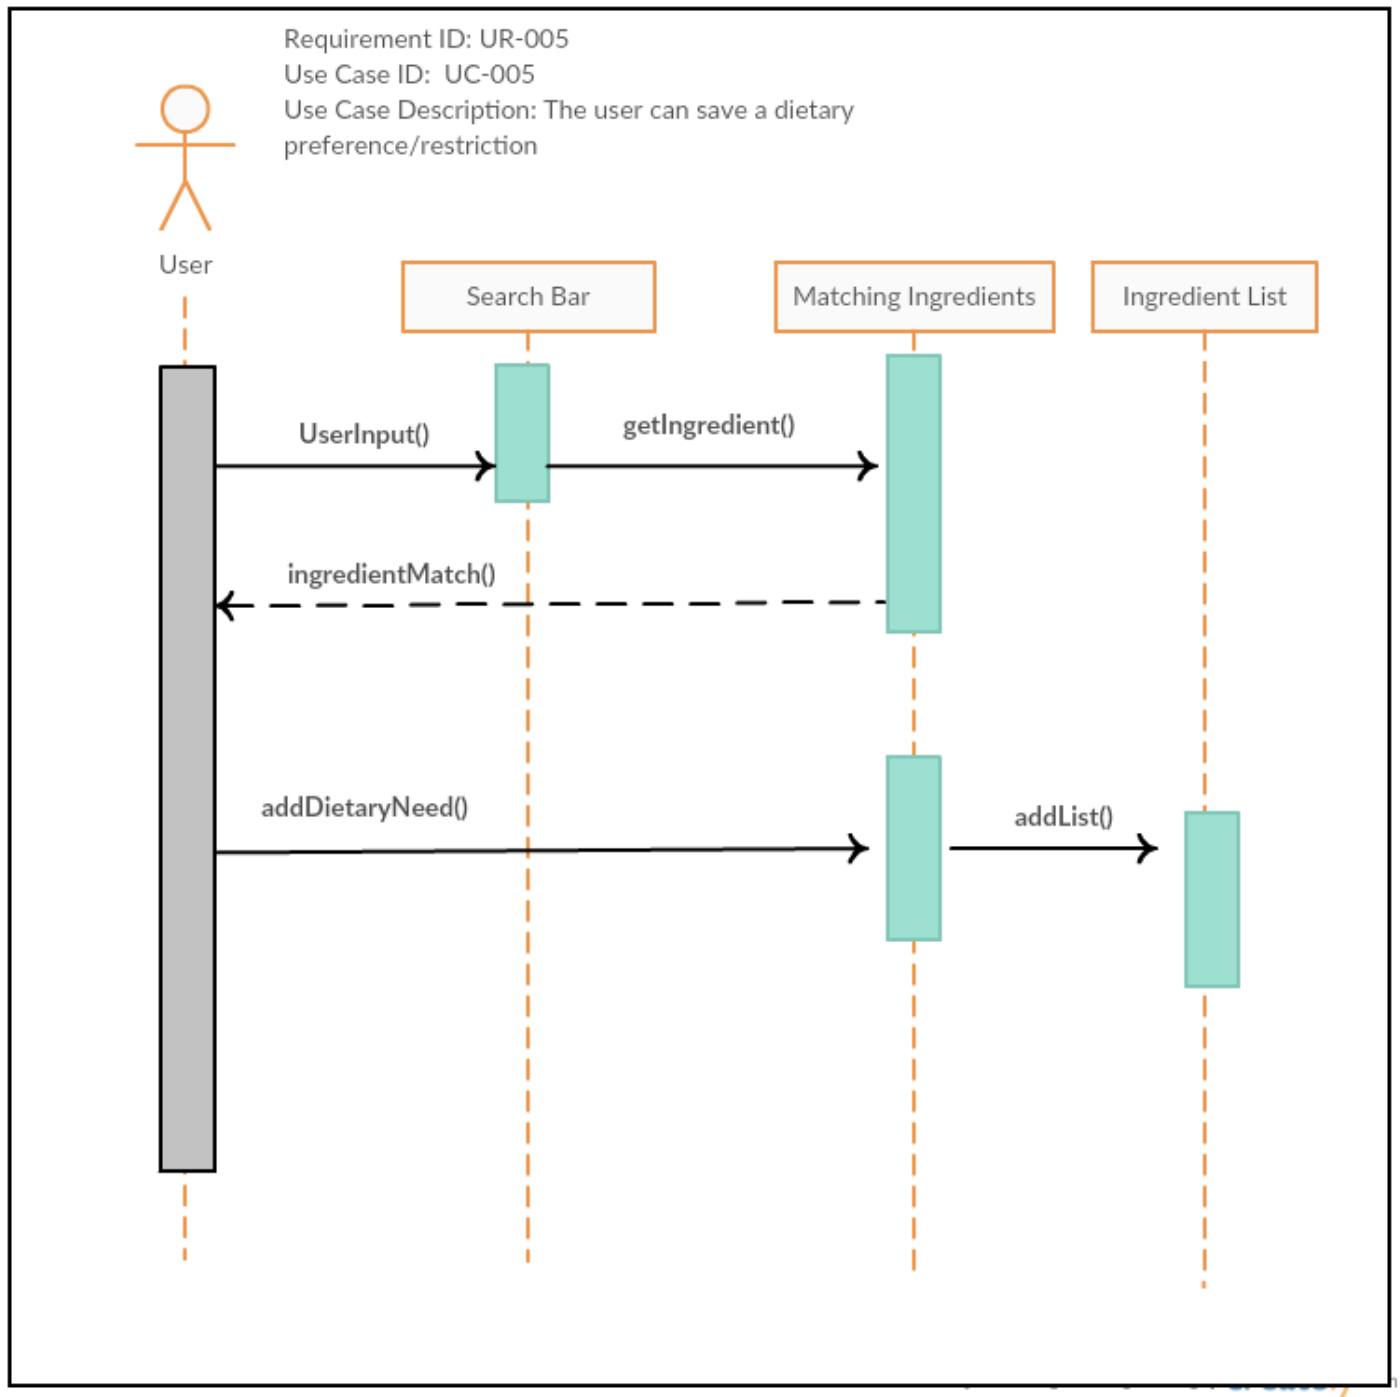 Requirement ID: UR-005
Use Case ID: UC-005
Use Case Description: The user can save a dietary
preference/restriction
User
Search Bar
Matching Ingredients
Ingredient List
UserInput()
getIngredient()
ingredientMatch()
addDietaryNeed()
addList()